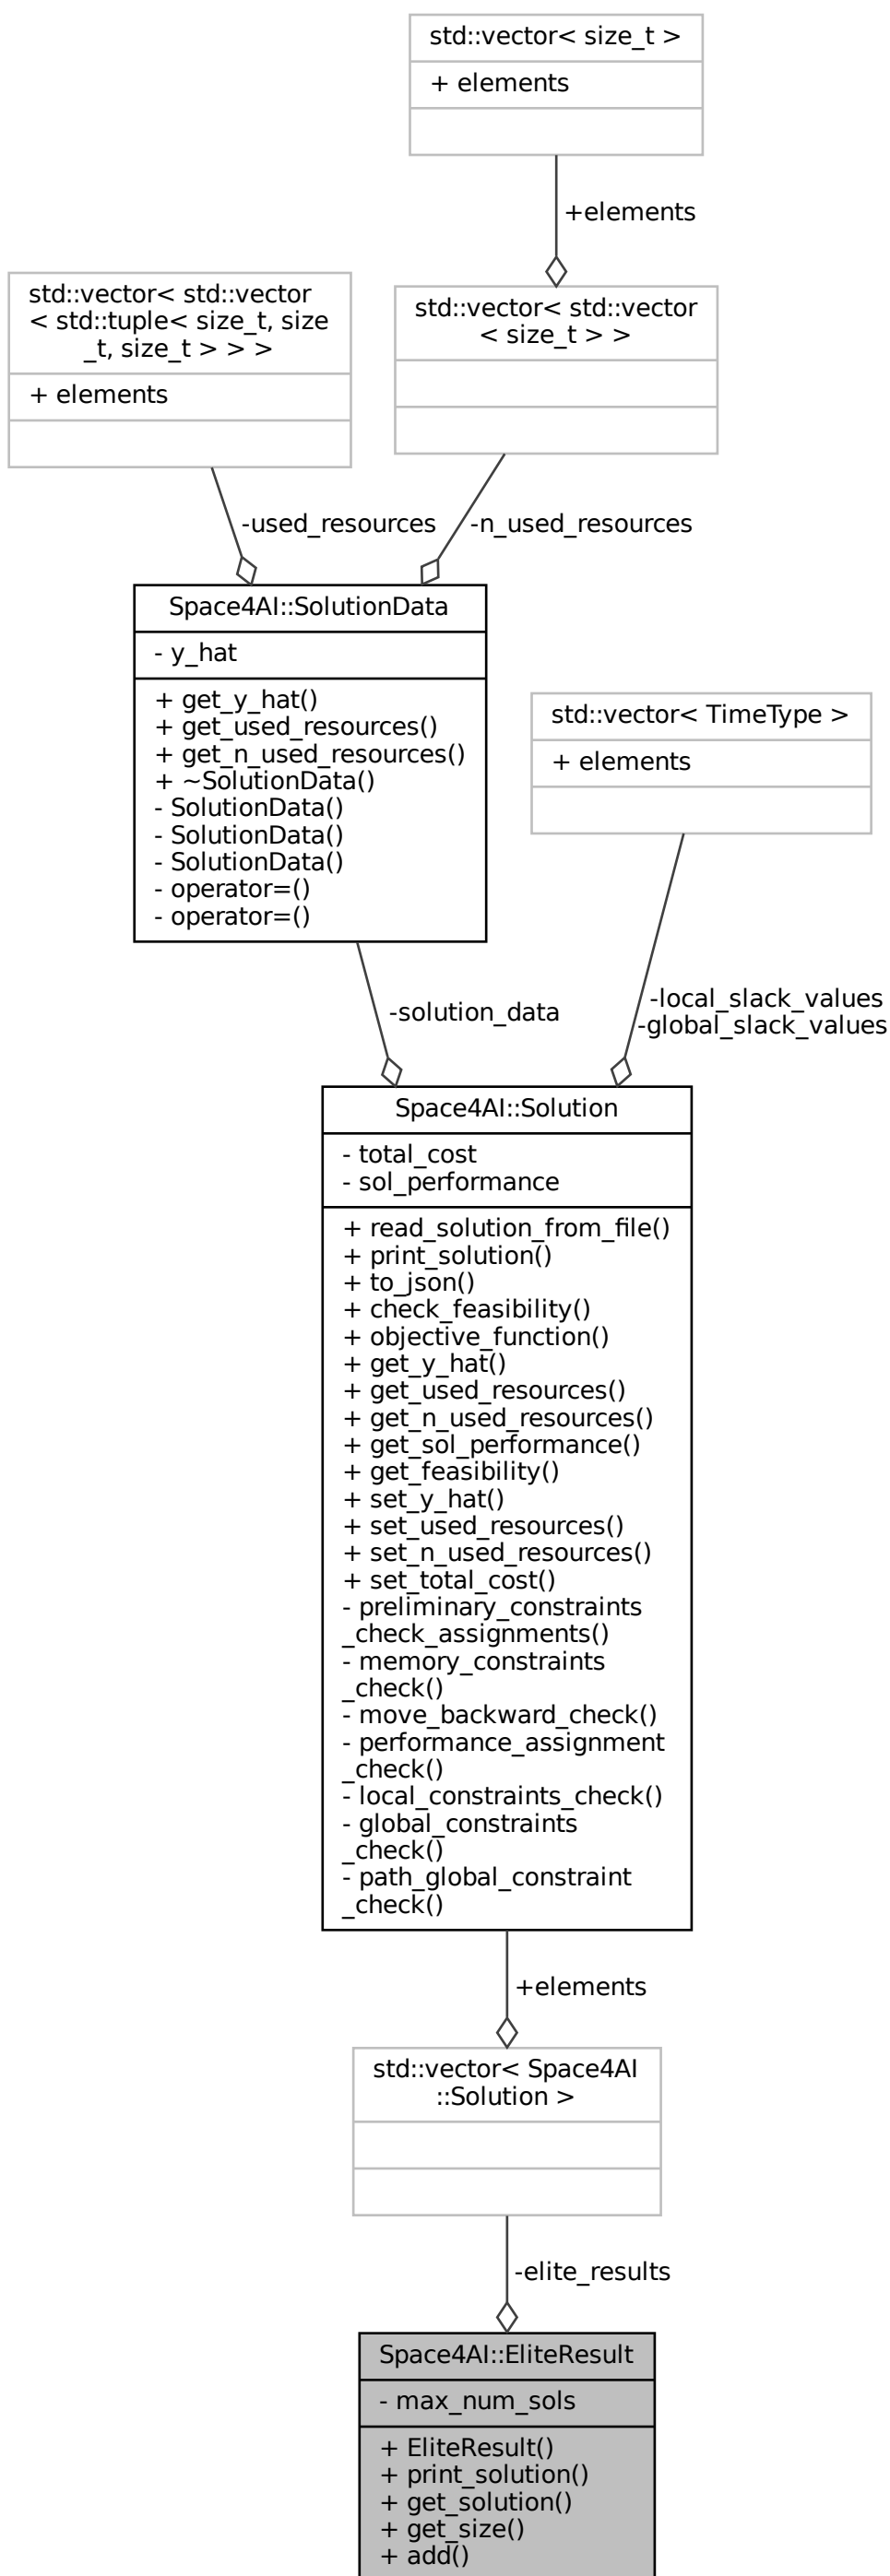 std::vector< size_t >
+ elements
+elements
std::vector< std::vector
< std::tuple< size_t, size
_t, size_t > > >
+ elements
std::vector< std::vector
< size_t > >
-used_resources
-n_used_resources
Space4AI::SolutionData
- y_hat
+ get_y_hat()
+ get_used_resources()
+ get_n_used_resources()
+ ~SolutionData()
- SolutionData()
- SolutionData()
- SolutionData()
- operator=()
- operator=()
std::vector< TimeType >
+ elements
-solution_data
-local_slack_values
-global_slack_values
Space4AI::Solution
- total_cost
- sol_performance
+ read_solution_from_file()
+ print_solution()
+ to_json()
+ check_feasibility()
+ objective_function()
+ get_y_hat()
+ get_used_resources()
+ get_n_used_resources()
+ get_sol_performance()
+ get_feasibility()
+ set_y_hat()
+ set_used_resources()
+ set_n_used_resources()
+ set_total_cost()
- preliminary_constraints
_check_assignments()
- memory_constraints
_check()
- move_backward_check()
- performance_assignment
_check()
- local_constraints_check()
- global_constraints
_check()
- path_global_constraint
_check()
+elements
std::vector< Space4AI
::Solution >
-elite_results
Space4AI::EliteResult
- max_num_sols
+ EliteResult()
+ print_solution()
+ get_solution()
+ get_size()
+ add()